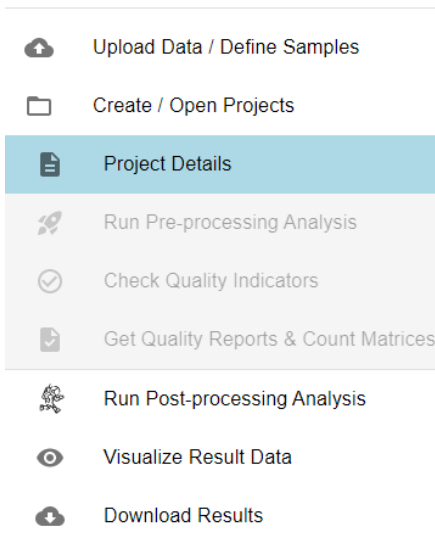 Upload Data / Define Samples
Create / Open Projects
Project Details
Run Pre-processing Analysis
Check Quality Indicators
Get Quality Reports & Count Matrices
Run Post-processing Analysis
Visualize Result Data
Download Results